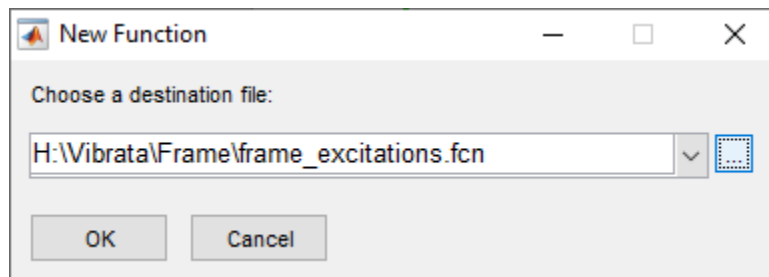 New Function
Choose a destination file:
H:\Vibrata\Frame\frame_excitations.fcn
...
OK Cancel